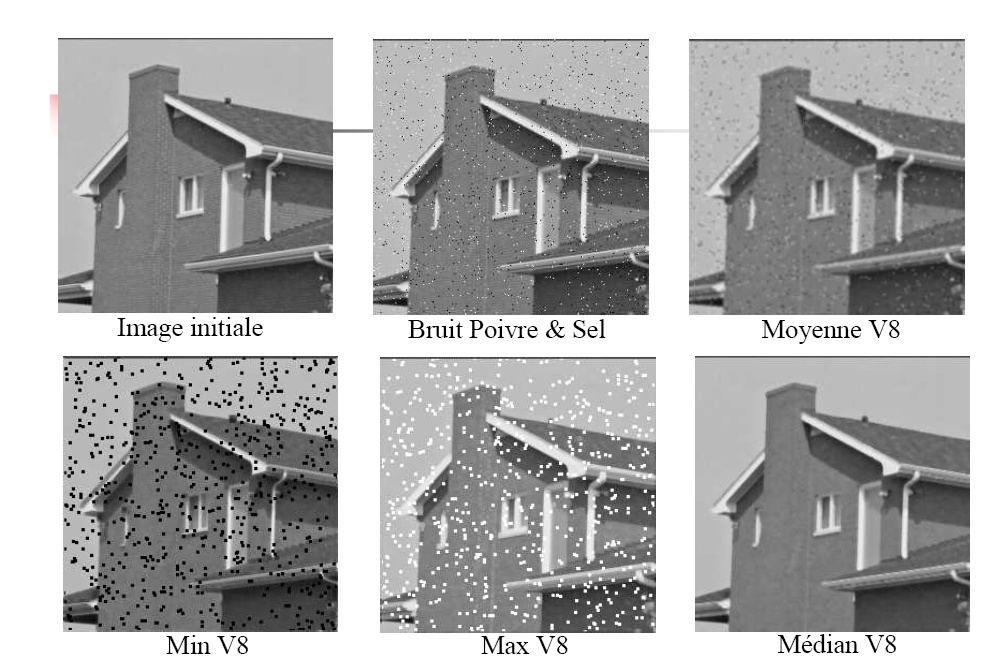 Image initiale
Bruit Poivre & Sel
Moyenne V8
Min V8
Max V8
Médian V8